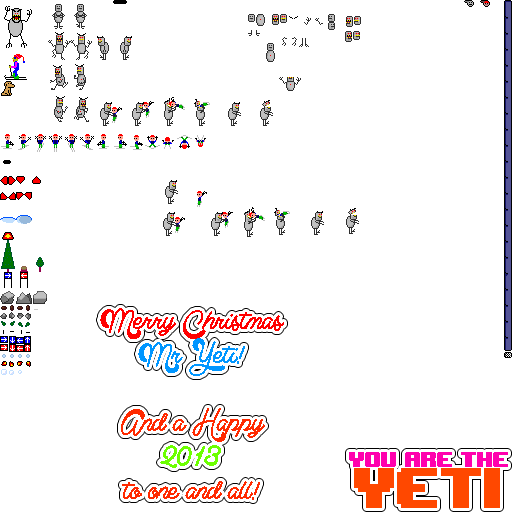 Merry Christmas
Mr Yeti!
And a Happy
2013
to one and all!
YOU ARE THE
YETI